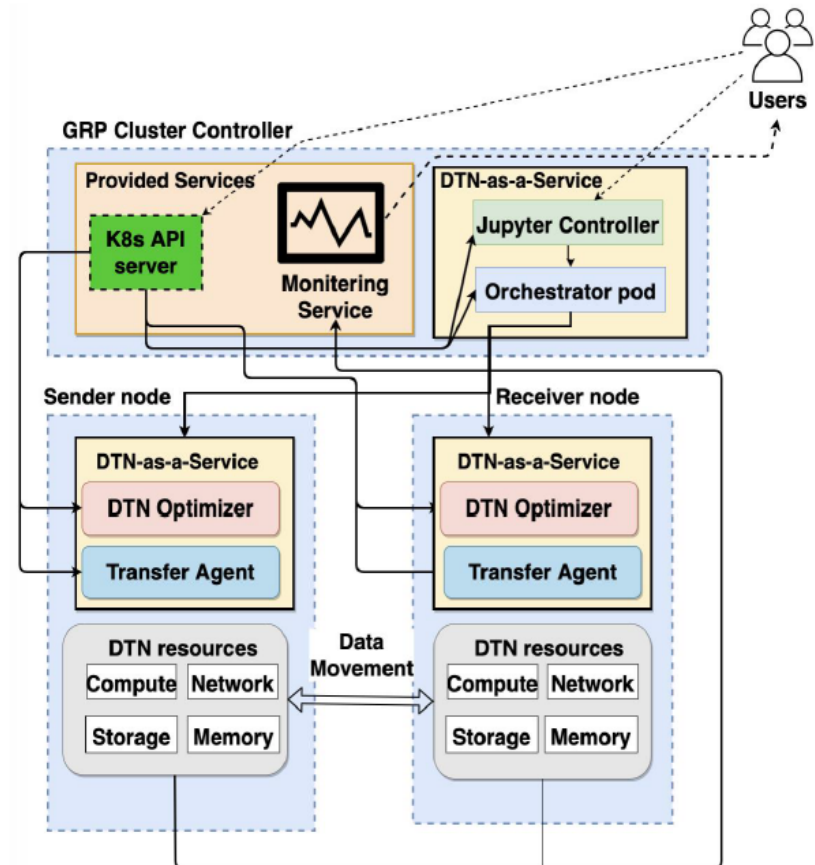 Users
GRP Cluster Controller
Provided Services
K8s API
server
Monitering
Service
DTN-as-a-Service
Jupyter Controller
Orchestrator pod
Sender node
DTN-as-a-Service
DTN Optimizer
Transfer Agent
DTN resources
Compute
Network
Storage
Memory
Data
Movement
Receiver node
DTN-as-a-Service
DTN Optimizer
Transfer Agent
DTN resources
Compute
Network
Storage
Memory